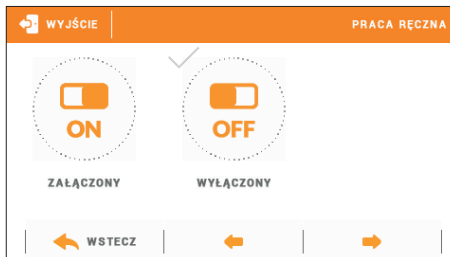 WYJŚCIE
PRACA RĘCZNA
ON
OFF
ZAŁĄCZONY
WYŁĄCZONY
WSTECZ